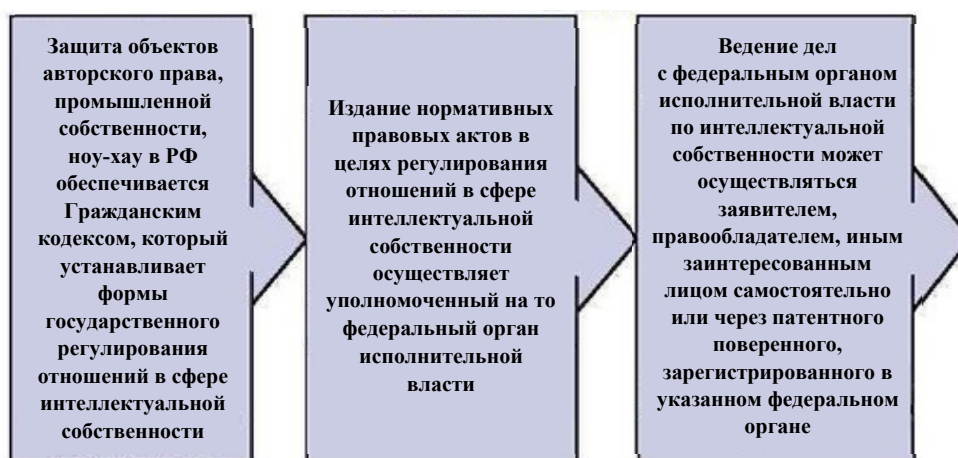 Защита объектов
авторского права,
промышленной
собственности,
ноу-хау в РФ
обеспечивается
Гражданским
кодексом, который
устанавливает
формы
государственного
регулирования
отношений в сфере
интеллектуальной
собственности
Издание нормативных
правовых актов в
целях регулирования
отношений в сфере
интеллектуальной
собственности
осуществляет
уполномоченный на то
федеральный орган
исполнительной
власти
Ведение дел
с федеральным органом
исполнительной власти
по интеллектуальной
собственности может
осуществляться
заявителем,
правообладателем, иным
заинтересованным
лицом самостоятельно
или через патентного
поверенного,
зарегистрированного в
указанном федеральном
органе